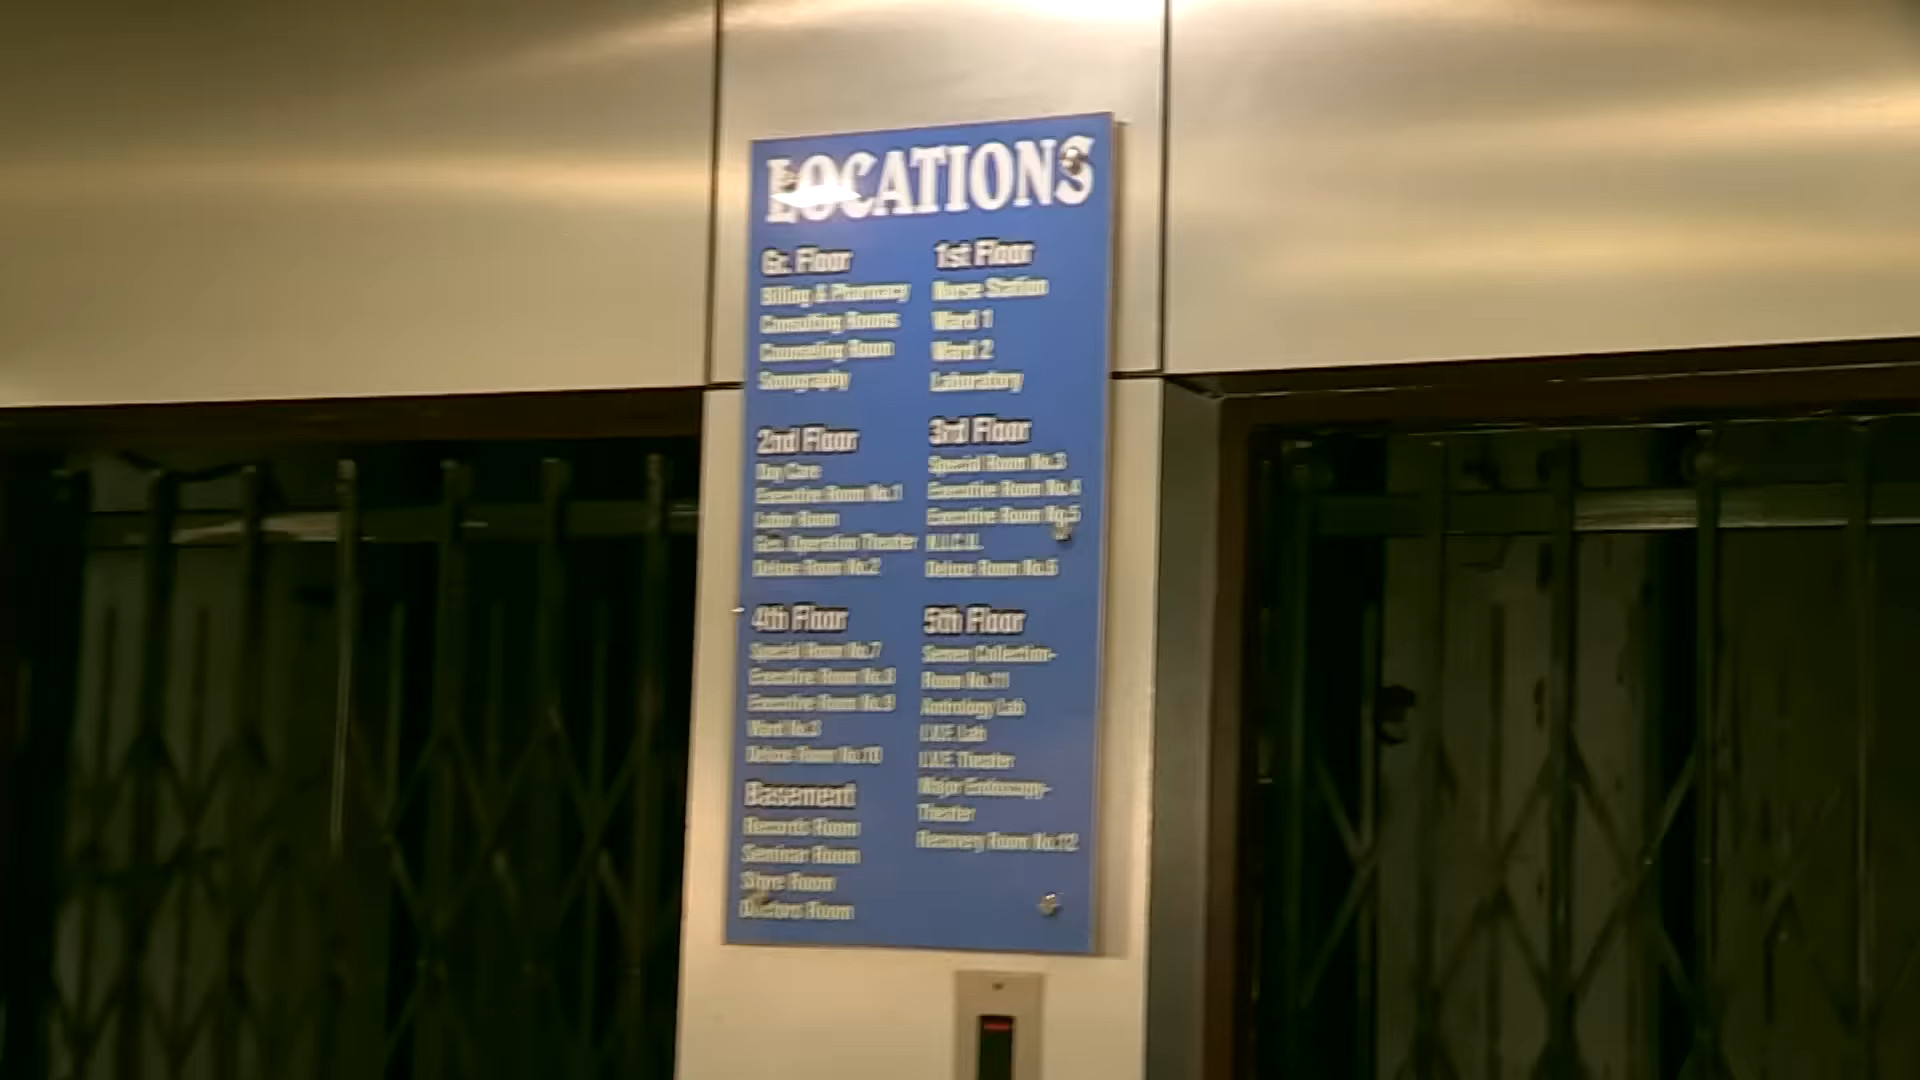 LOCATIONS
Gr. Floor
Billing & Pharmacy
Consulting Rooms
Counseling Room
Sonography
1st Floor
Nurse Station
Ward 1
Ward 2
Laboratory
2nd Floor
Day Care
Executive Room No.1
Labor Room
Gen. Operation Theater
Deluxe Room No.2
3rd Floor
Special Room No.3
Executive Room No.4
Executive Room No.5
N.I.C.U.
Deluxe Room No.6
4th Floor
Special Room No.7
Executive Room No.8
Executive Room No.9
Ward No.3
Deluxe Room No.10
5th Floor
Semen Collection-
Room No.11
Andrology Lab
I.V.F. Lab
I.V.F. Theater
Major Endoscopy-
Theater
Recovery Room No.12
Basement
Records Room
Seminar Room
Store Room
Doctors Room